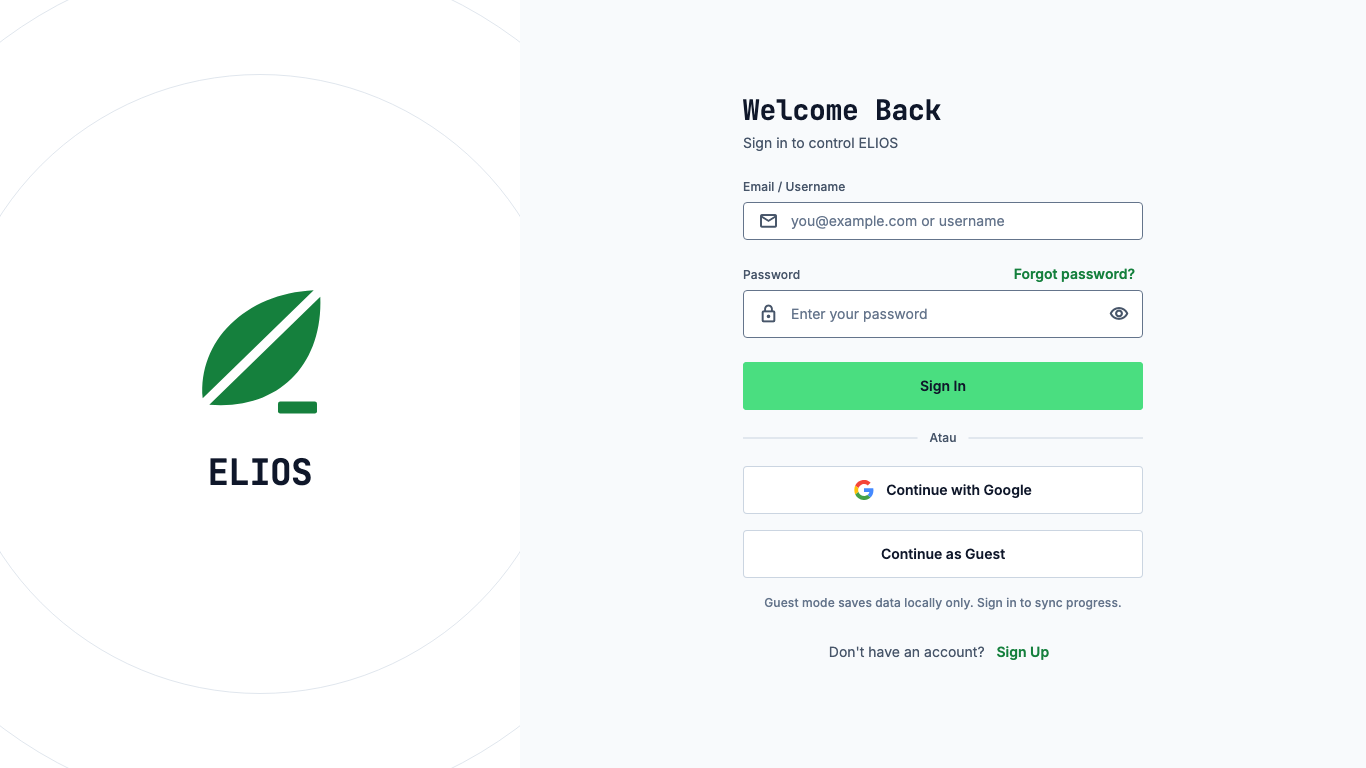 ELIOS
Welcome Back
Sign in to control ELIOS
Email / Username
you@example.com or username
Password Forgot password?
Enter your password
Sign In
Atau
Continue with Google
Continue as Guest
Guest mode saves data locally only. Sign in to sync progress.
Don't have an account? Sign Up